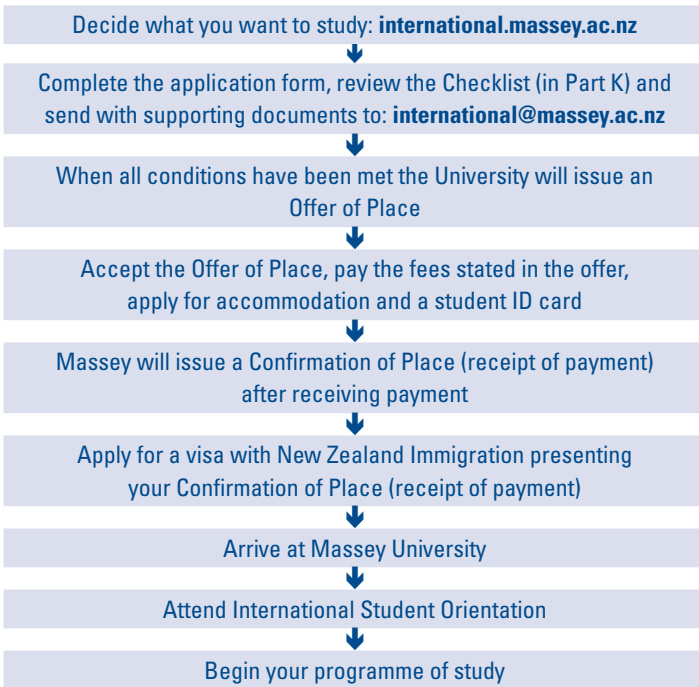 Decide what you want to study: international.massey.ac.nz
Complete the application form, review the Checklist (in Part K) and
send with supporting documents to: international@massey.ac.nz
When all conditions have been met the University will issue an
Offer of Place
Accept the Offer of Place, pay the fees stated in the offer,
apply for accommodation and a student ID card
Massey will issue a Confirmation of Place (receipt of payment)
after receiving payment
Apply for a visa with New Zealand Immigration presenting
your Confirmation of Place (receipt of payment)
Arrive at Massey University
Attend International Student Orientation
Begin your programme of study